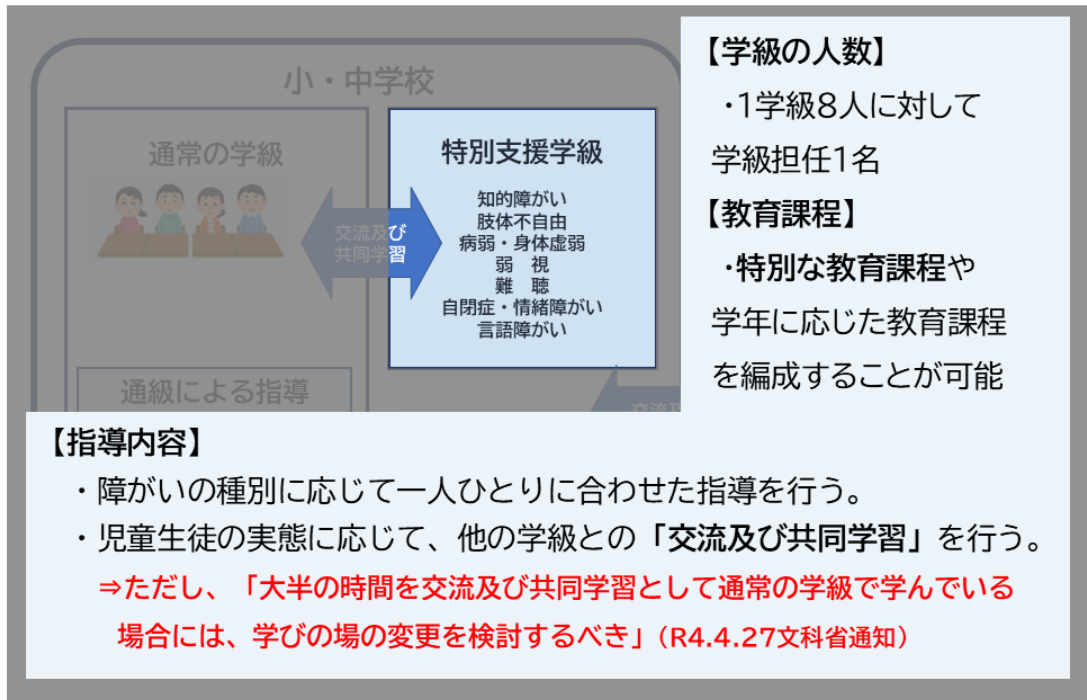 小・中学校
通常の学級
交流及び
共同学習
通級による指導
特別支援学級
知的障がい
肢体不自由
病弱・身体虚弱
弱　視
難　聴
自閉症・情緒障がい
言語障がい
交流及
【学級の人数】
・1学級8人に対して
学級担任1名
【教育課程】
・特別な教育課程や
学年に応じた教育課程
を編成することが可能
【指導内容】
・障がいの種別に応じて一人ひとりに合わせた指導を行う。
・児童生徒の実態に応じて、他の学級との「交流及び共同学習」を行う。
⇒ただし、「大半の時間を交流及び共同学習として通常の学級で学んでいる
場合には、学びの場の変更を検討するべき」（R4.4.27文科省通知）